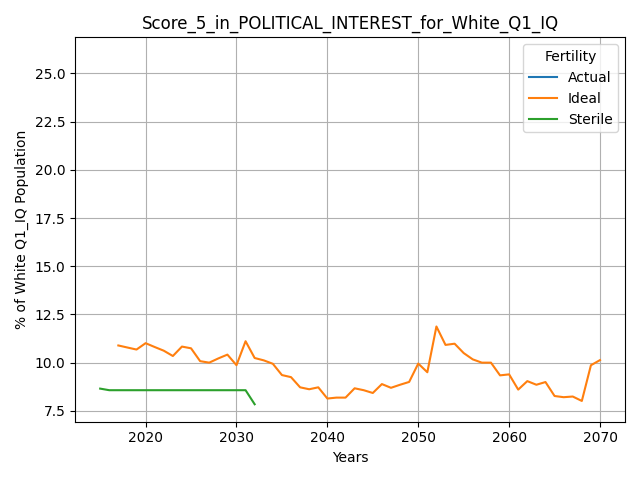 Score_5_in_POLITICAL_INTEREST_for_White_Q1_IQ
Fertility
Actual
Ideal
Sterile
% of White Q1_IQ Population
25.0
22.5
20.0
17.5
15.0
12.5
10.0
7.5
2020 2030 2040 2050 2060 2070
Years